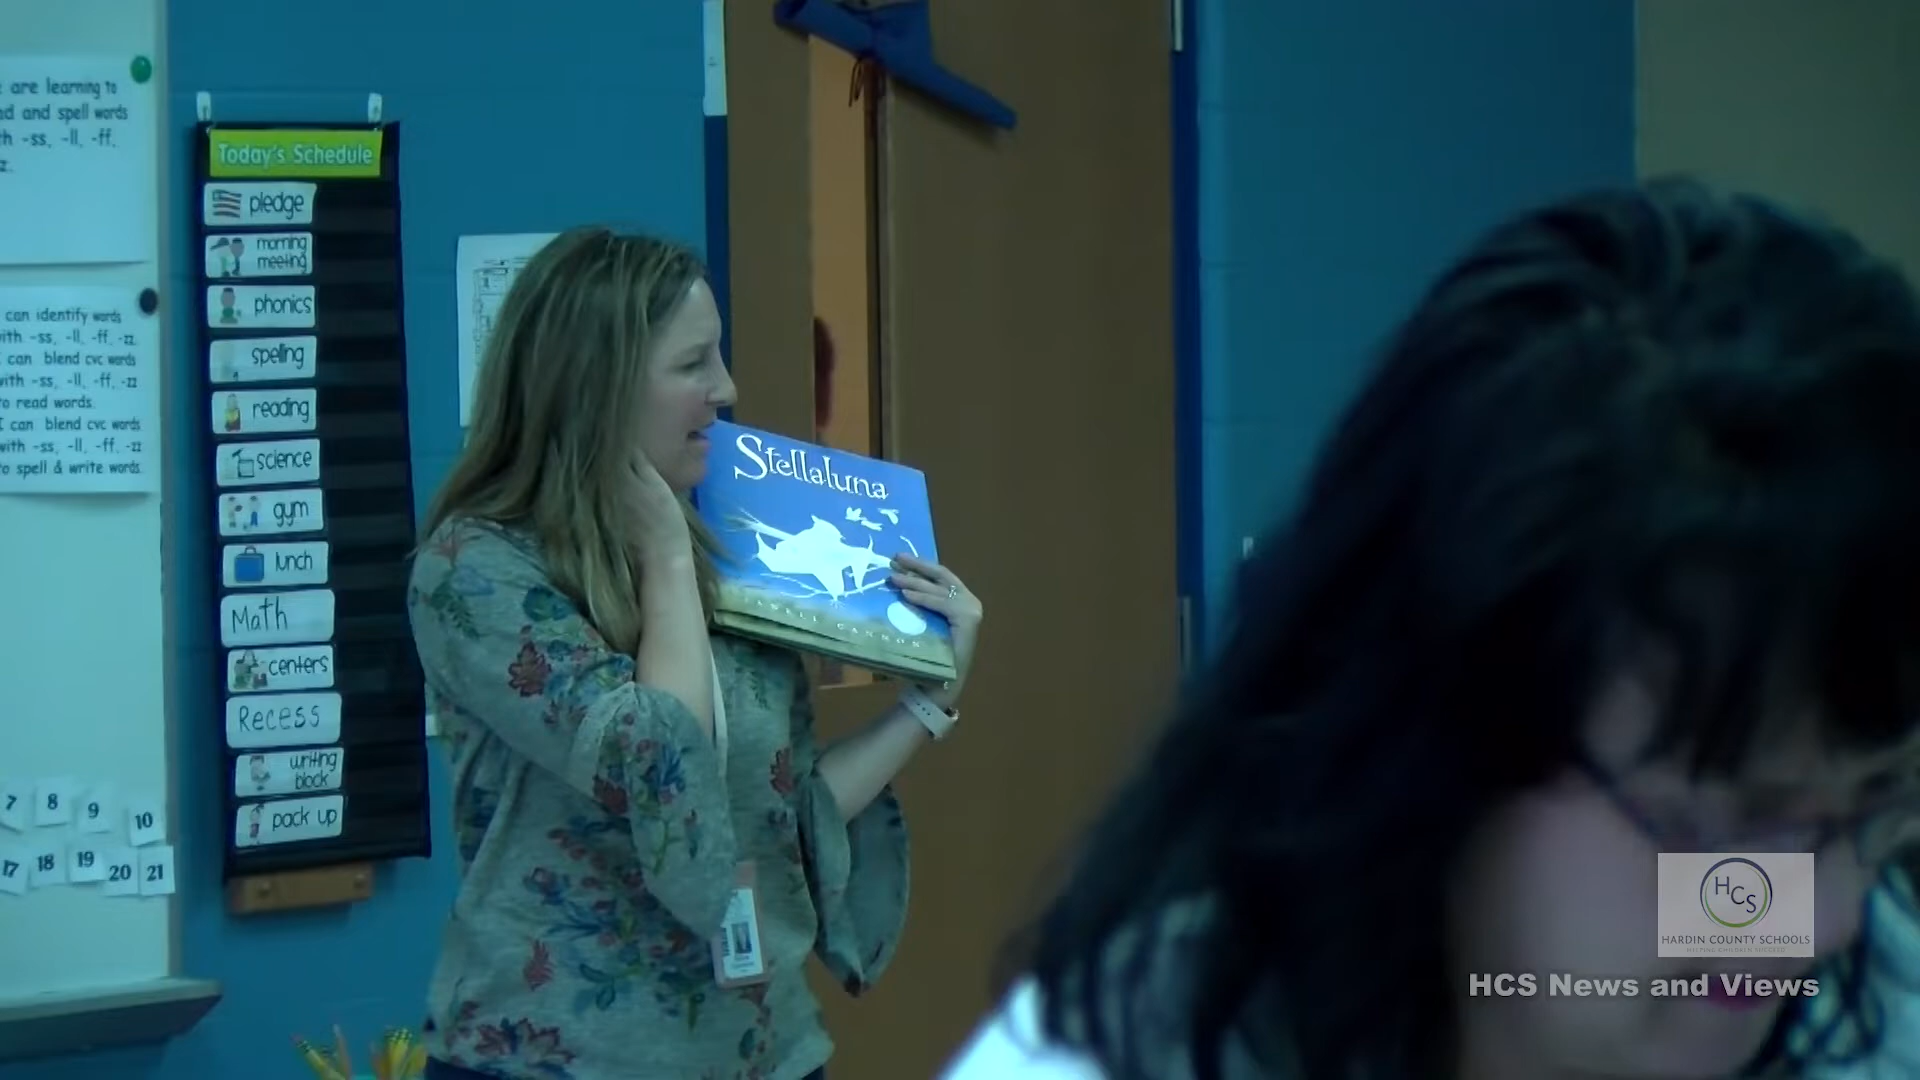 are learning to
and spell words
-ss, -ll, -ff,
can identify words
-ss, -ll, -ff, -zz.
can blend cvc words
with -ss, -ll, -ff, -zz
to read words.
I can blend cvc words
with -ss, -ll, -ff, -zz
to spell & write words.
7 8 9 10
17 18 19 20 21
Today's Schedule
pledge
morning
meeting
phonics
spelling
reading
science
gym
lunch
Math
centers
Recess
writing
block
pack up
Stellaluna
CANNON
HCS
HARDIN COUNTY SCHOOLS
HELPING CHILDREN SUCCEED
HCS News and Views